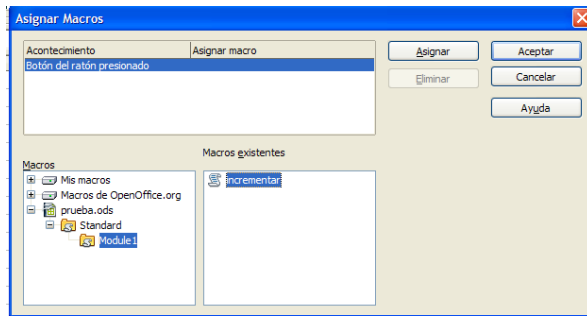 Asignar Macros
Acontecimiento Asignar macro
Botón del ratón presionado
Asignar
Eliminar
Aceptar
Cancelar
Ayuda
Macros
Mis macros
Macros de OpenOffice.org
prueba.ods
Standard
Module1
Macros existentes
incrementar